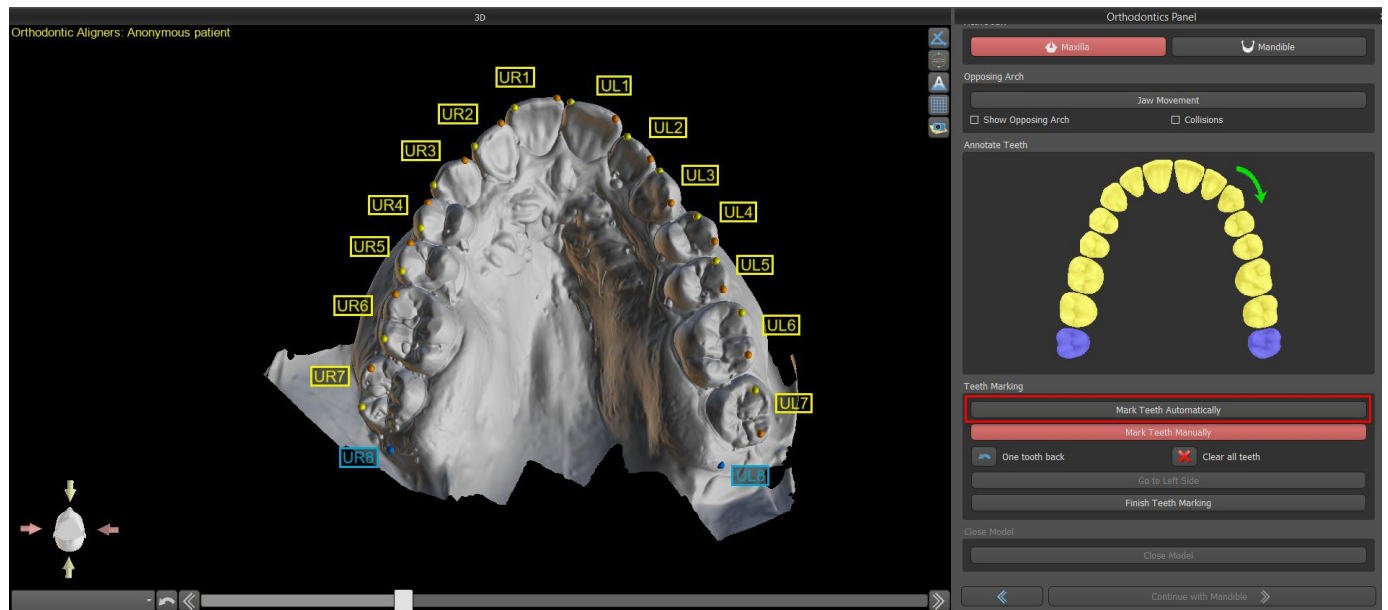 3D
Orthodontics Panel
Orthodontic Aligners: Anonymous patient
Maxilla
Mandible
Opposing Arch
Jaw Movement
Show Opposing Arch
Collisions
Annotate Teeth
UR1
UL1
UR2
UL2
UR3
UL3
UR4
UL4
UR5
UL5
UR6
UL6
UR7
UL7
UR8
UL8
A
Teeth Marking
Mark Teeth Automatically
Mark Teeth Manually
One tooth back
Clear all teeth
Go to Left Side
Finish Teeth Marking
Close Model
Close Model
Continue with Mandible